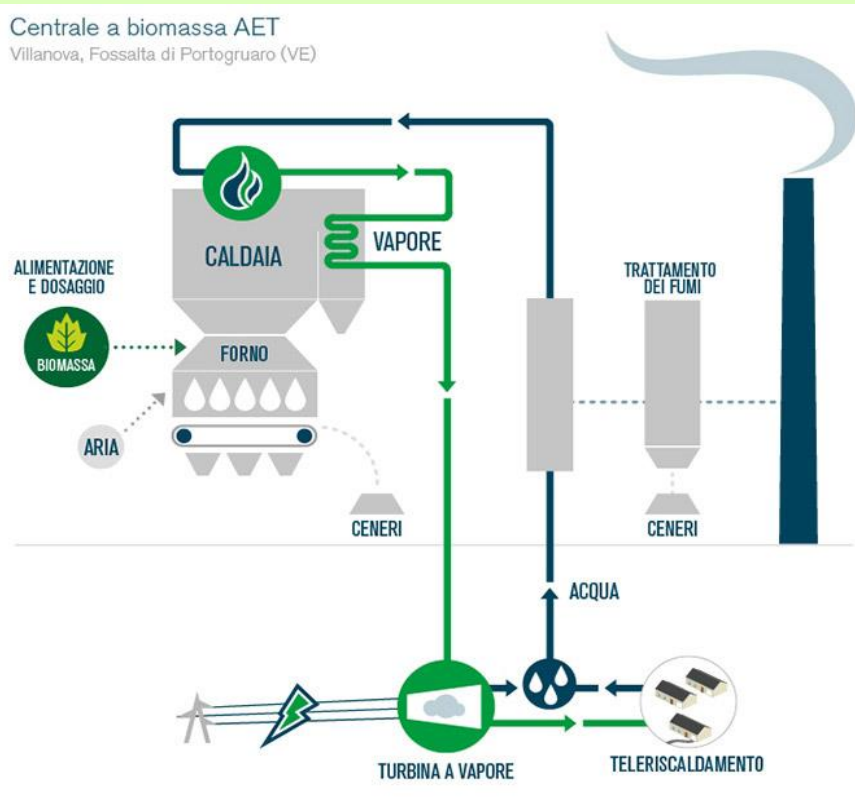 Centrale a biomassa AET
Villanova, Fossalta di Portogruaro (VE)
CALDAIA
VAPORE
ALIMENTAZIONE
E DOSAGGIO
BIOMASSA
FORNO
ARIA
CENERI
TRATTAMENTO
DEI FUMI
CENERI
ACQUA
TURBINA A VAPORE
TELERISCALDAMENTO